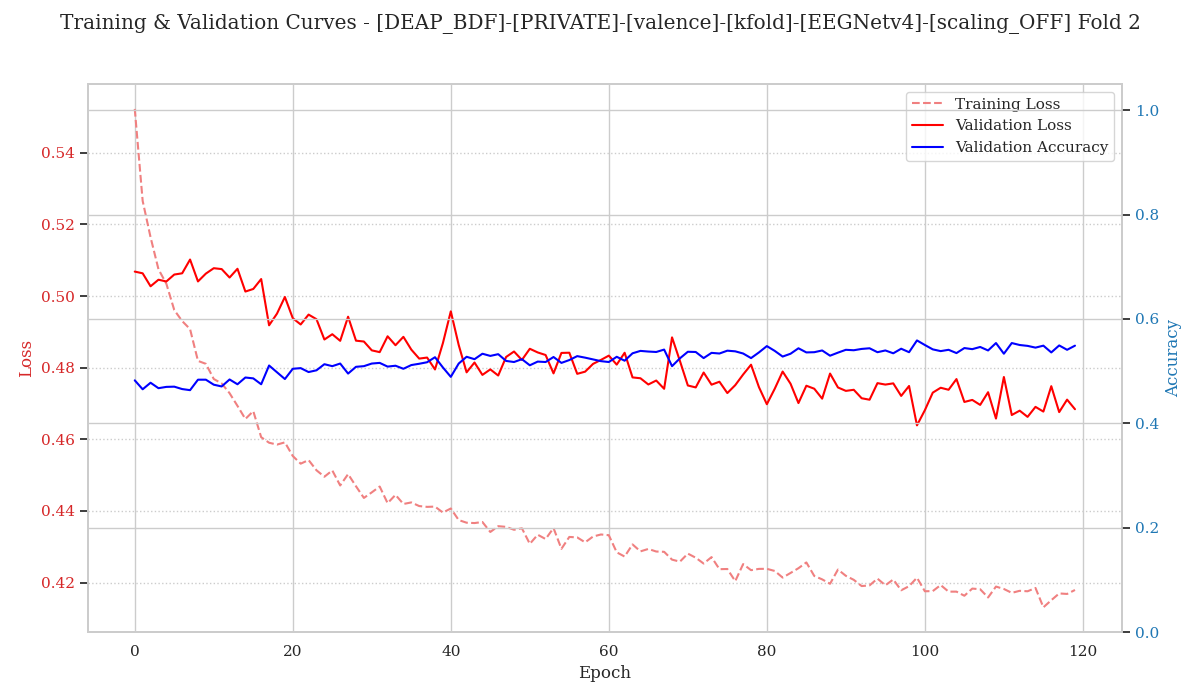 Training & Validation Curves - [DEAP_BDF]-[PRIVATE]-[valence]-[kfold]-[EEGNetv4]-[scaling_OFF] Fold 2
Training Loss
Validation Loss
Validation Accuracy
Loss
0.54
0.52
0.50
0.48
0.46
0.44
0.42
1.0
0.8
0.6
0.4
0.2
0.0
Accuracy
0 20 40 60 80 100 120
Epoch